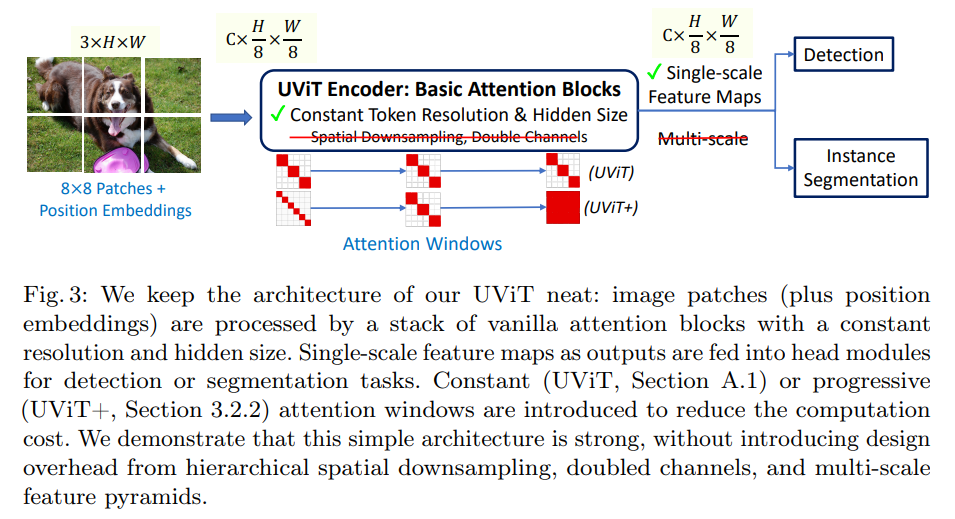 3×H×W
C×H/8×W/8
8×8 Patches +
Position Embeddings
UViT Encoder: Basic Attention Blocks
✓ Constant Token Resolution & Hidden Size
Spatial Downsampling, Double Channels
(UViT)
(UViT+)
Attention Windows
C×H/8×W/8
✓ Single-scale
Feature Maps
Multi-scale
Detection
Instance
Segmentation
Fig. 3: We keep the architecture of our UViT neat: image patches (plus position
embeddings) are processed by a stack of vanilla attention blocks with a constant
resolution and hidden size. Single-scale feature maps as outputs are fed into head modules
for detection or segmentation tasks. Constant (UViT, Section A.1) or progressive
(UViT+, Section 3.2.2) attention windows are introduced to reduce the computation
cost. We demonstrate that this simple architecture is strong, without introducing design
overhead from hierarchical spatial downsampling, doubled channels, and multi-scale
feature pyramids.